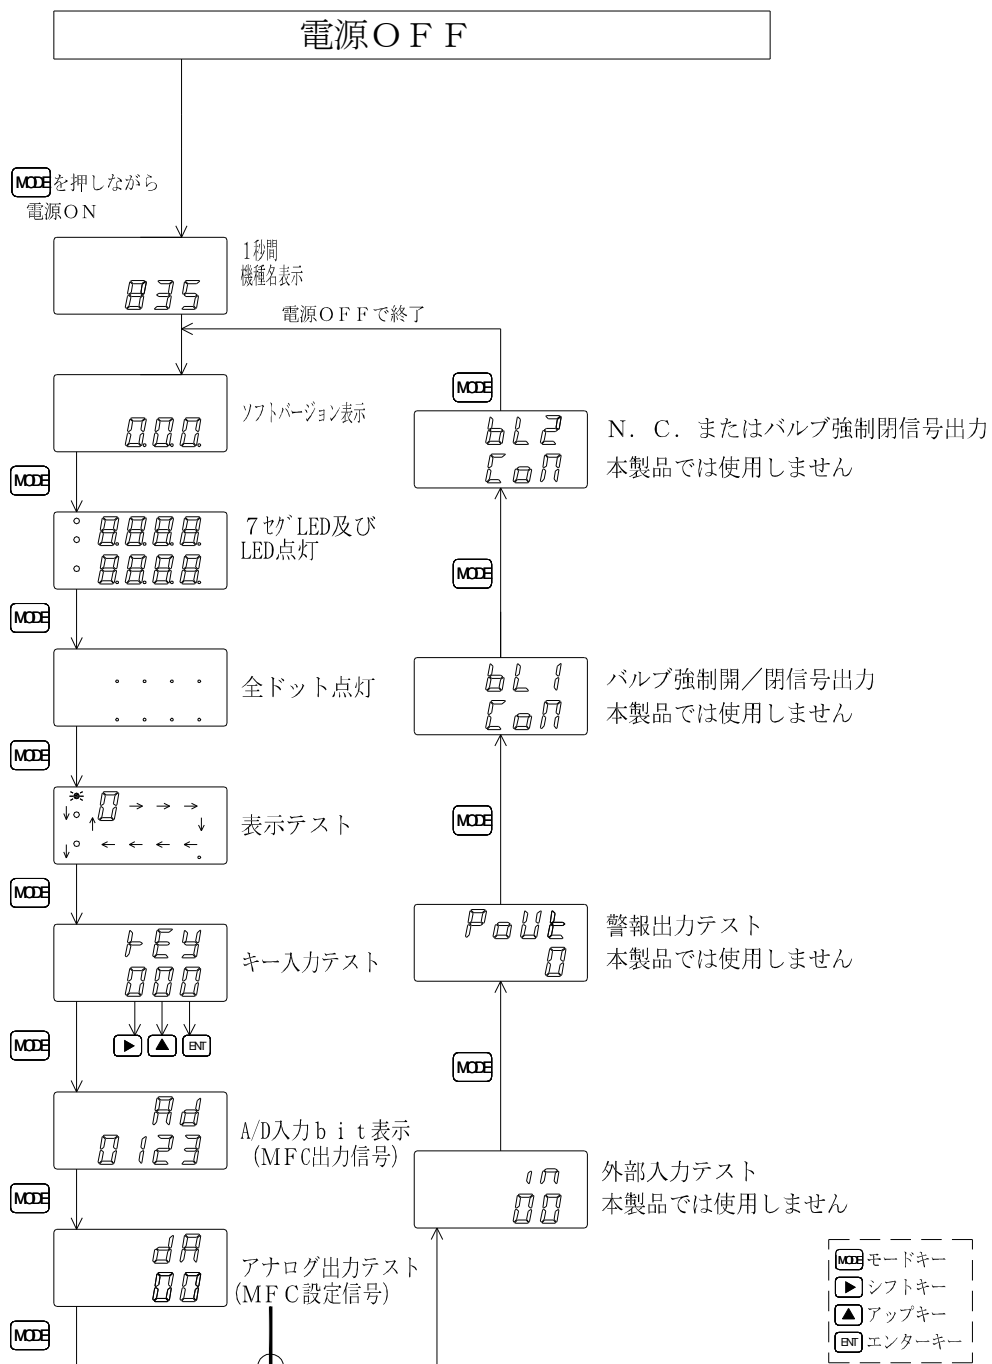 電源ＯＦＦ
MODEを押しながら
電源ＯＮ
835
１秒間
機種名表示
電源ＯＦＦで終了
0.0.0.
ソフトバージョン表示
MODE
8.8.8.8.
8.8.8.8.
７ｾｸﾞLED及び
LED点灯
MODE
全ドット点灯
MODE
0
表示テスト
MODE
KEY
000
キー入力テスト
ENT
MODE
Ad
0123
A/D入力ｂｉｔ表示
(ＭＦＣ出力信号)
MODE
dA
00
アナログ出力テスト
(ＭＦＣ設定信号)
MODE
in
00
外部入力テスト
本製品では使用しません
MODE
PoUt
0
警報出力テスト
本製品では使用しません
MODE
bL1
Com
バルブ強制開／閉信号出力
本製品では使用しません
MODE
bL2
Com
Ｎ．Ｃ．またはバルブ強制閉信号出力
本製品では使用しません
MODE
MODE モードキー
▶ シフトキー
▲ アップキー
ENT エンターキー